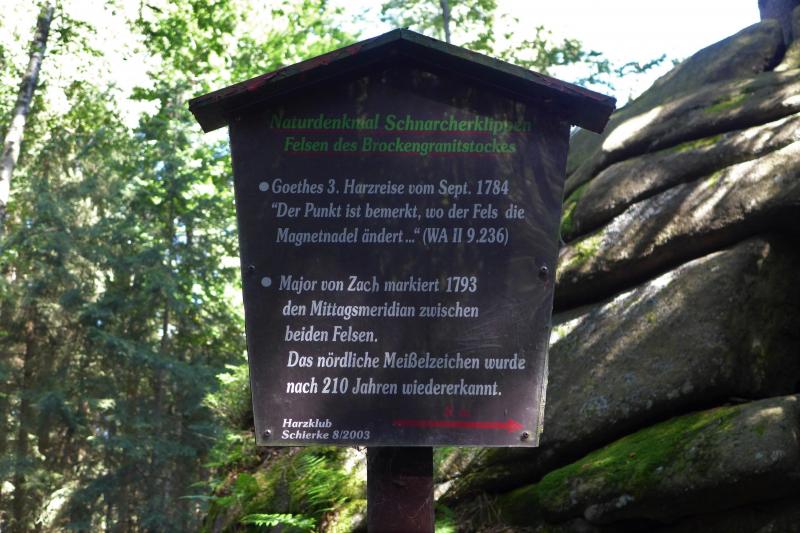 Naturdenkmal Schnarcherklippen
Felsen des Brockengranitstockes
• Goethes 3. Harzreise vom Sept. 1784
"Der Punkt ist bemerkt, wo der Fels die
Magnetnadel ändert..." (WA II 9.236)
• Major von Zach markiert 1793
den Mittagsmeridian zwischen
beiden Felsen.
Das nördliche Meißelzeichen wurde
nach 210 Jahren wiedererkannt.
Harzklub
Schierke 8/2003